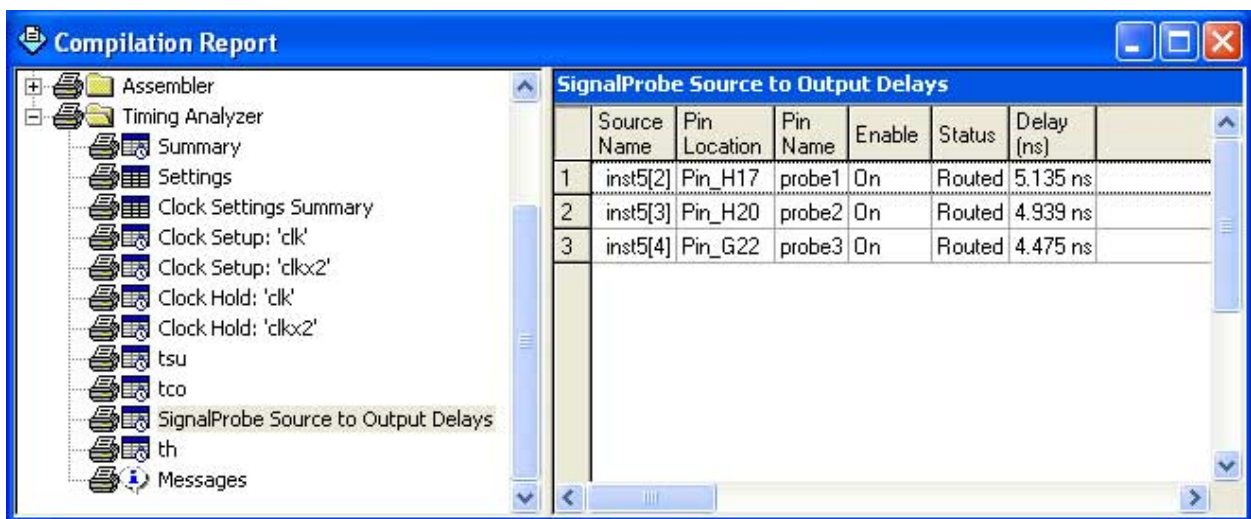 Compilation Report
Assembler
Timing Analyzer
Summary
Settings
Clock Settings Summary
Clock Setup: 'clk'
Clock Setup: 'clkx2'
Clock Hold: 'clk'
Clock Hold: 'clkx2'
tsu
tco
SignalProbe Source to Output Delays
th
Messages
SignalProbe Source to Output Delays
Source Name Pin Location Pin Name Enable Status Delay (ns)
1 inst5[2] Pin_H17 probe1 On Routed 5.135 ns
2 inst5[3] Pin_H20 probe2 On Routed 4.939 ns
3 inst5[4] Pin_G22 probe3 On Routed 4.475 ns